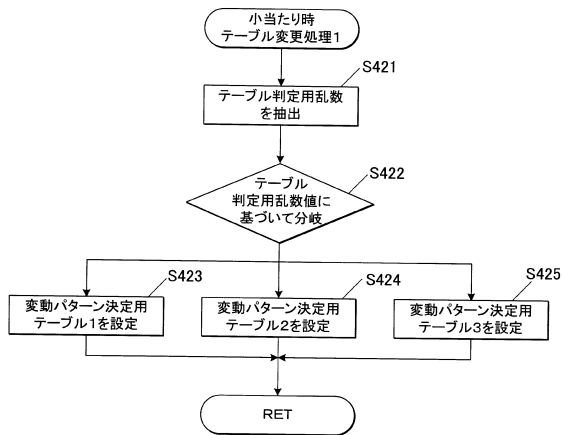 小当たり時
テーブル変更処理1
S421
テーブル判定用乱数
を抽出
S422
テーブル
判定用乱数値に
基づいて分岐
S423
変動パターン決定用
テーブル1を設定
S424
変動パターン決定用
テーブル2を設定
S425
変動パターン決定用
テーブル3を設定
RET